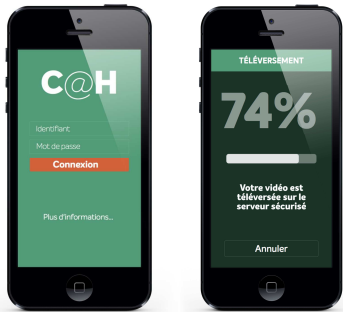 C@H
Identifiant
Mot de passe
Connexion
Plus d'informations...
TÉLÉVERSEMENT
74%
Votre vidéo est
téléversée sur le
serveur sécurisé
Annuler